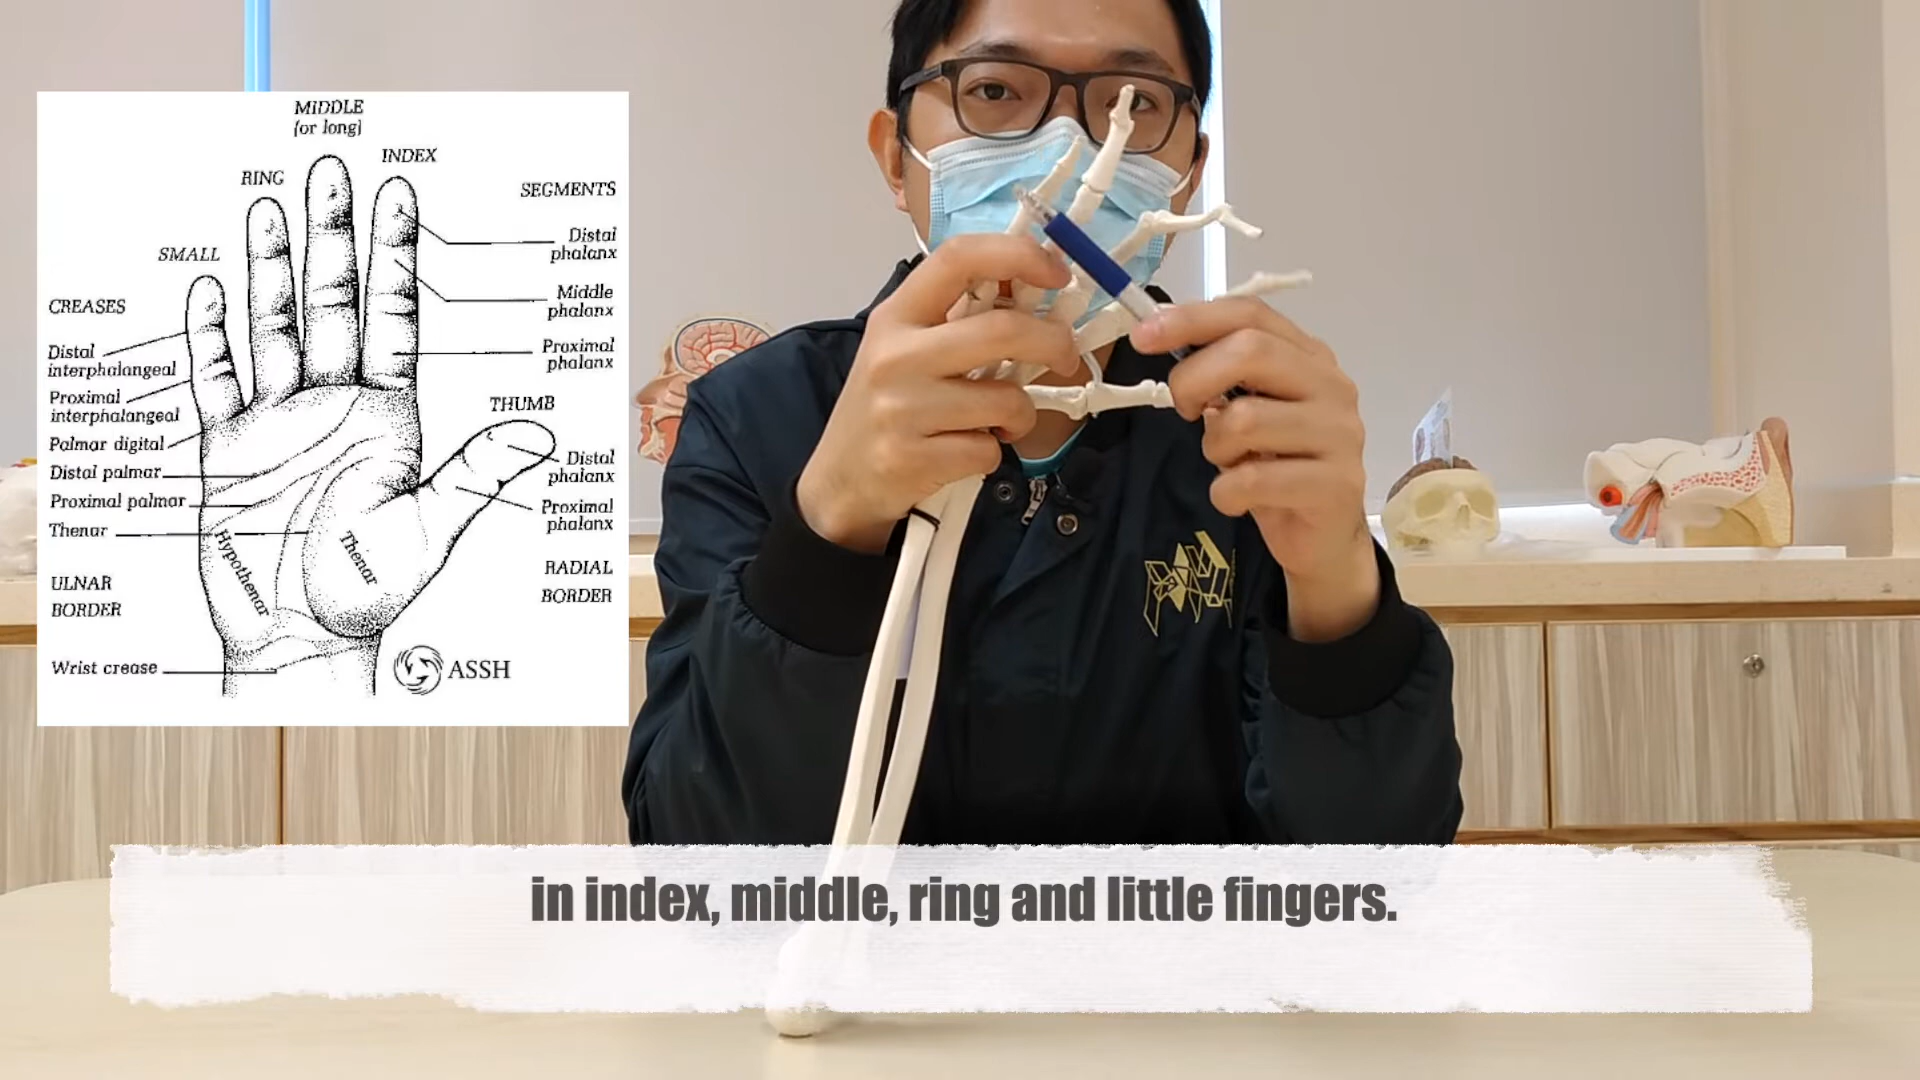 MIDDLE
(or long)
INDEX
RING
SEGMENTS
SMALL
Distal
phalanx
CREASES
Middle
phalanx
Distal
interphalangeal
Proximal
phalanx
Proximal
interphalangeal
THUMB
Palmar digital
Distal palmar
Distal
phalanx
Proximal palmar
Proximal
phalanx
Thenar
Hypothenar
Thenar
ULNAR
BORDER
RADIAL
BORDER
Wrist crease
ASSH
in index, middle, ring and little fingers.